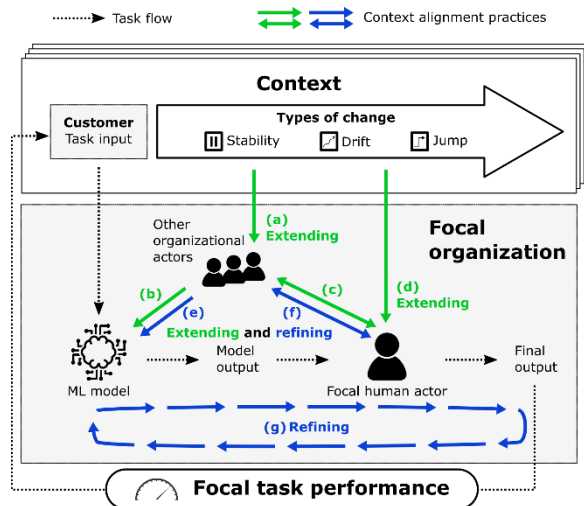 Task flow
Context alignment practices
Context
Customer
Task input
Types of change
Stability
Drift
Jump
Other
organizational
actors
(a)
Extending
Focal
organization
(b)
(c)
(d)
Extending
(e)
(f)
Extending and refining
ML model
Model
output
Focal human actor
Final
output
(g) Refining
Focal task performance